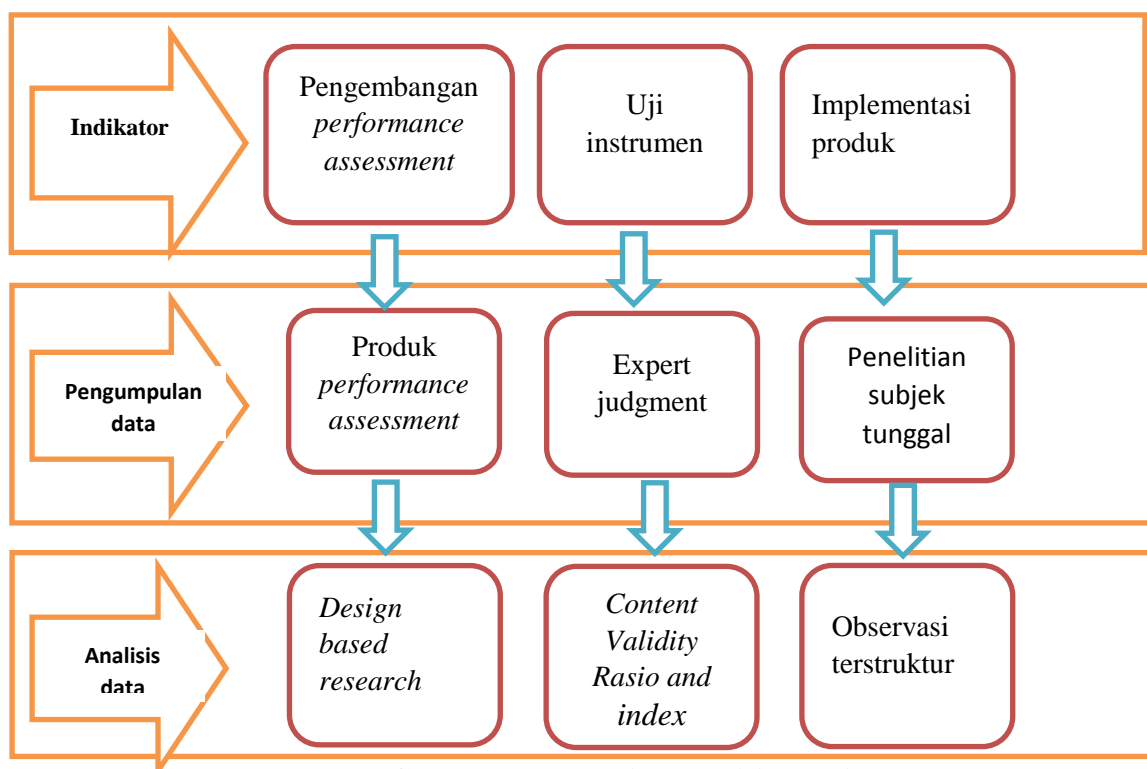 Indikator
Pengembangan
performance
assessment
Uji
instrumen
Implementasi
produk
Pengumpulan
data
Produk
performance
assessment
Expert
judgment
Penelitian
subjek
tunggal
Analisis
data
Design
based
research
Content
Validity
Rasio and
index
Observasi
terstruktur